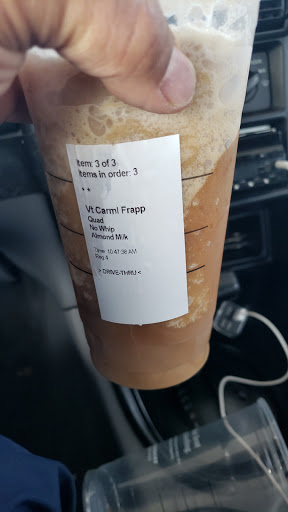 Item: 3 of 3
Items in order: 3
**
Vt Carml Frapp
Quad
No Whip
Almond Milk
Time: 10:47:38 AM
Reg 4
> DRIVE-THRU <